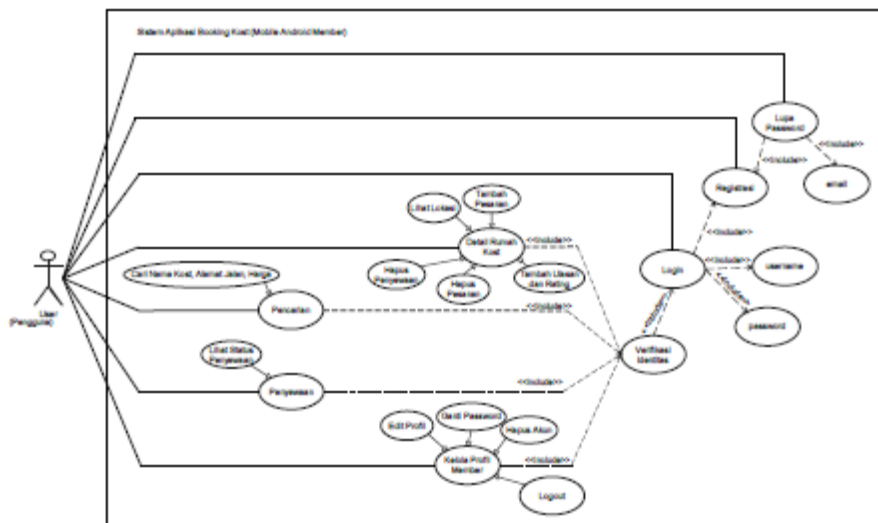 Sistem Aplikasi Booking Kost (Mobile Android Member)
Lupa
Password
<<Include>>
<<Include>>
Registrasi
email
Tambah
Pesanan
Lihat Lokasi
<<Include>>
<<Include>>
Detail Rumah
Kost
<<Include>>
Login
username
Cari Nama Kost, Alamat Jalan, Harga
Hapus
Penyewaan
Hapus
Pesanan
Tambah Ulasan
dan Rating
<<Include>>
<<Include>>
User
(Pengguna)
Pencarian
<<Include>>
password
Lihat Status
Penyewaan
Verifikasi
Identitas
Penyewaan
<<Include>>
Edit Profil
Ganti Password
Hapus Akun
Kelola Profil
Member
<<Include>>
Logout